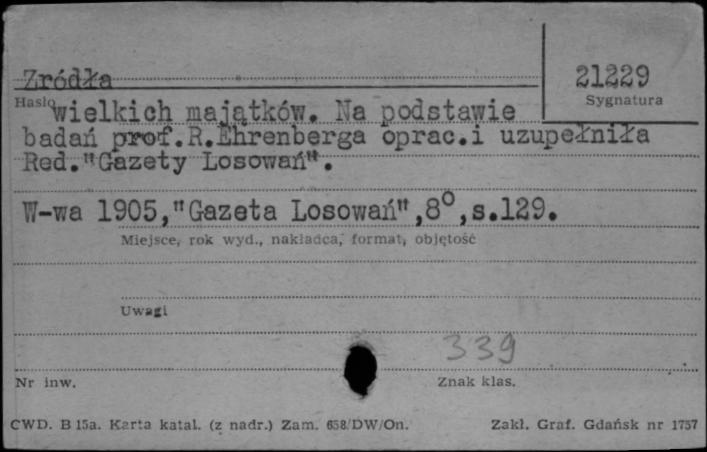 Zródła
21229
Hasło
Sygnatura
wielkich majątków. Na podstawie
badań prof.R.Ehrenberga oprac.i uzupełniła
Red."Gazety Losowań".
W-wa 1905,"Gazeta Losowań",8°,s.129.
Miejsce, rok wyd., nakładca, format, objętość
Uwagi
339
Nr inw.
Znak klas.
CWD. B 15a. Karta katal. (z nadr.) Zam. 658/DW/On.
Zakł. Graf. Gdańsk nr 1757